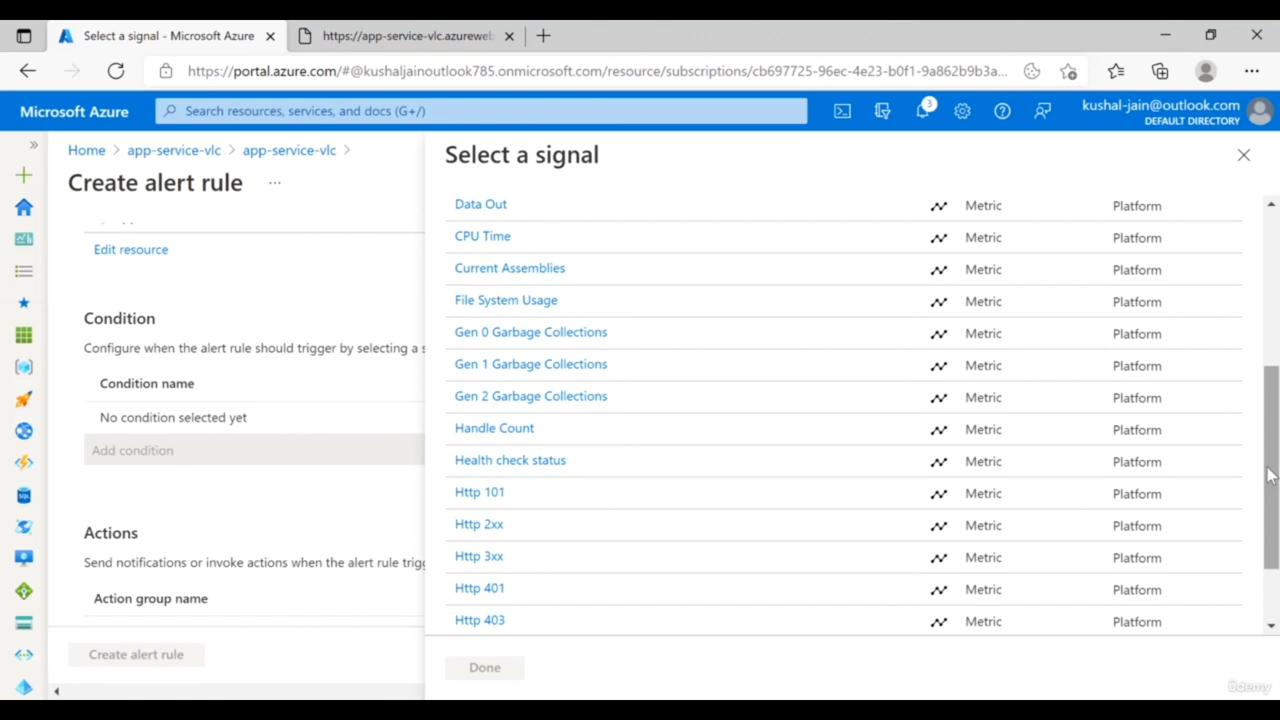 Select a signal - Microsoft Azure
https://app-service-vlc.azureweb
https://portal.azure.com/#@kushaljainoutlook785.onmicrosoft.com/resource/subscriptions/cb697725-96ec-4e23-b0f1-9a862b9b3a...
Microsoft Azure
Search resources, services, and docs (G+/)
3
kushal-jain@outlook.com
DEFAULT DIRECTORY
Home > app-service-vlc > app-service-vlc >
Create alert rule ...
Edit resource
Condition
Configure when the alert rule should trigger by selecting a s
Condition name
No condition selected yet
Add condition
Actions
Send notifications or invoke actions when the alert rule trigg
Action group name
Create alert rule
Select a signal
Data Out Metric Platform
CPU Time Metric Platform
Current Assemblies Metric Platform
File System Usage Metric Platform
Gen 0 Garbage Collections Metric Platform
Gen 1 Garbage Collections Metric Platform
Gen 2 Garbage Collections Metric Platform
Handle Count Metric Platform
Health check status Metric Platform
Http 101 Metric Platform
Http 2xx Metric Platform
Http 3xx Metric Platform
Http 401 Metric Platform
Http 403 Metric Platform
Done
ûdemy